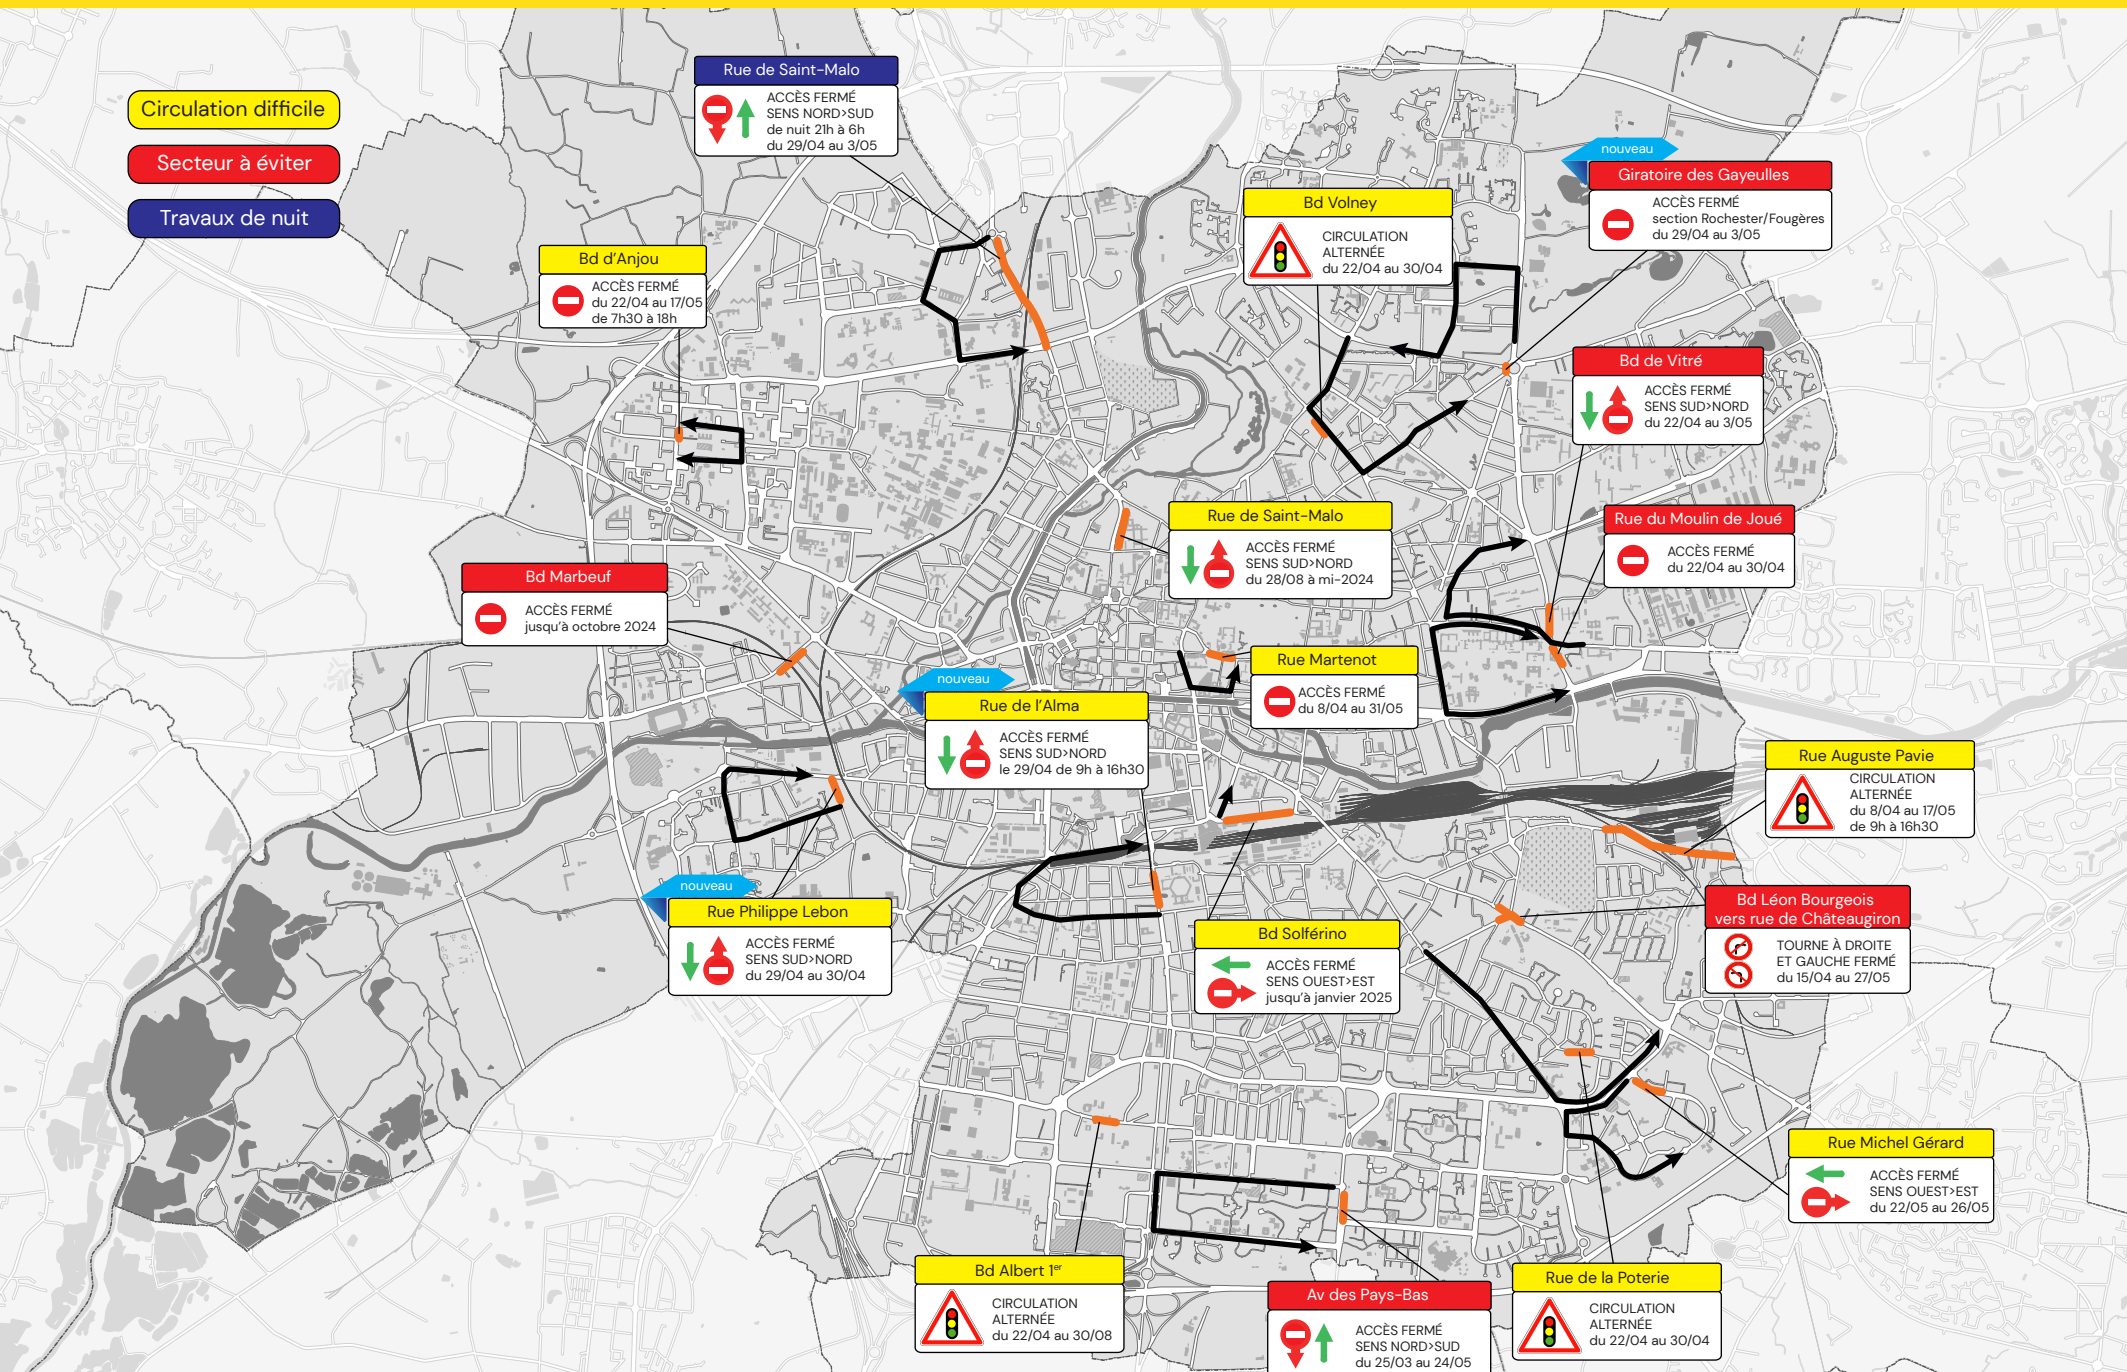 Circulation difficile
Secteur à éviter
Travaux de nuit
Rue de Saint-Malo
ACCÈS FERMÉ
SENS NORD>SUD
de nuit 21h à 6h
du 29/04 au 3/05
nouveau
Giratoire des Gayeulles
ACCÈS FERMÉ
section Rochester/Fougères
du 29/04 au 3/05
Bd Volney
CIRCULATION
ALTERNÉE
du 22/04 au 30/04
Bd d'Anjou
ACCÈS FERMÉ
du 22/04 au 17/05
de 7h30 à 18h
Bd de Vitré
ACCÈS FERMÉ
SENS SUD>NORD
du 22/04 au 3/05
Rue de Saint-Malo
ACCÈS FERMÉ
SENS SUD>NORD
du 28/08 à mi-2024
Rue du Moulin de Joué
ACCÈS FERMÉ
du 22/04 au 30/04
Bd Marbeuf
ACCÈS FERMÉ
jusqu'à octobre 2024
Rue Martenot
ACCÈS FERMÉ
du 8/04 au 31/05
nouveau
Rue de l'Alma
ACCÈS FERMÉ
SENS SUD>NORD
le 29/04 de 9h à 16h30
Rue Auguste Pavie
CIRCULATION
ALTERNÉE
du 8/04 au 17/05
de 9h à 16h30
nouveau
Rue Philippe Lebon
ACCÈS FERMÉ
SENS SUD>NORD
du 29/04 au 30/04
Bd Léon Bourgeois
vers rue de Châteaugiron
TOURNE À DROITE
ET GAUCHE FERMÉ
du 15/04 au 27/05
Bd Solférino
ACCÈS FERMÉ
SENS OUEST>EST
jusqu'à janvier 2025
Rue Michel Gérard
ACCÈS FERMÉ
SENS OUEST>EST
du 22/05 au 26/05
Bd Albert 1er
CIRCULATION
ALTERNÉE
du 22/04 au 30/08
Av des Pays-Bas
ACCÈS FERMÉ
SENS NORD>SUD
du 25/03 au 24/05
Rue de la Poterie
CIRCULATION
ALTERNÉE
du 22/04 au 30/04